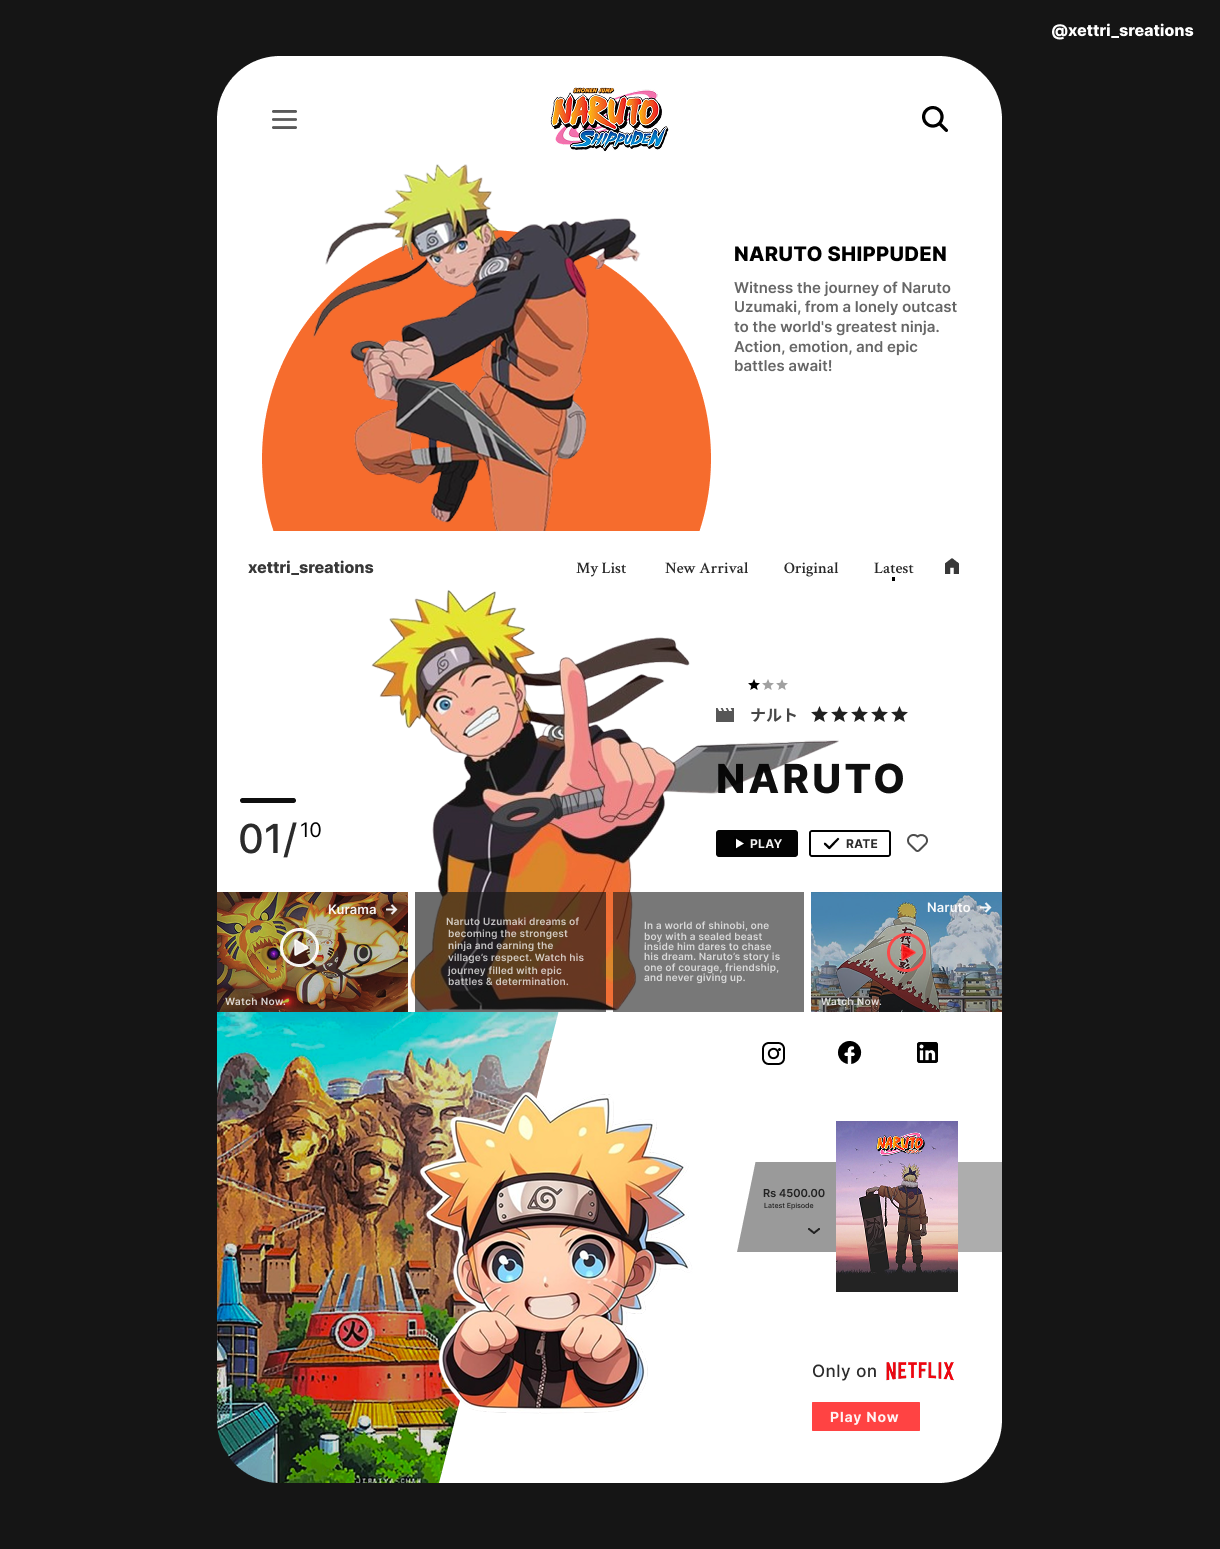 @xettri_sreations
SHONEN JUMP
NARUTO
SHIPPUDEN
NARUTO SHIPPUDEN
Witness the journey of Naruto
Uzumaki, from a lonely outcast
to the world's greatest ninja.
Action, emotion, and epic
battles await!
xettri_sreations
My List
New Arrival
Original
Latest
ナルト
NARUTO
01/10
PLAY
RATE
Kurama
Watch Now.
Naruto Uzumaki dreams of
becoming the strongest
ninja and earning the
village's respect. Watch his
journey filled with epic
battles & determination.
In a world of shinobi, one
boy with a sealed beast
inside him dares to chase
his dream. Naruto's story is
one of courage, friendship,
and never giving up.
Naruto
七代
Watch Now.
NARUTO
Rs 4500.00
Latest Episode
火
Only on NETFLIX
Play Now
JIRAIYA-CHAN